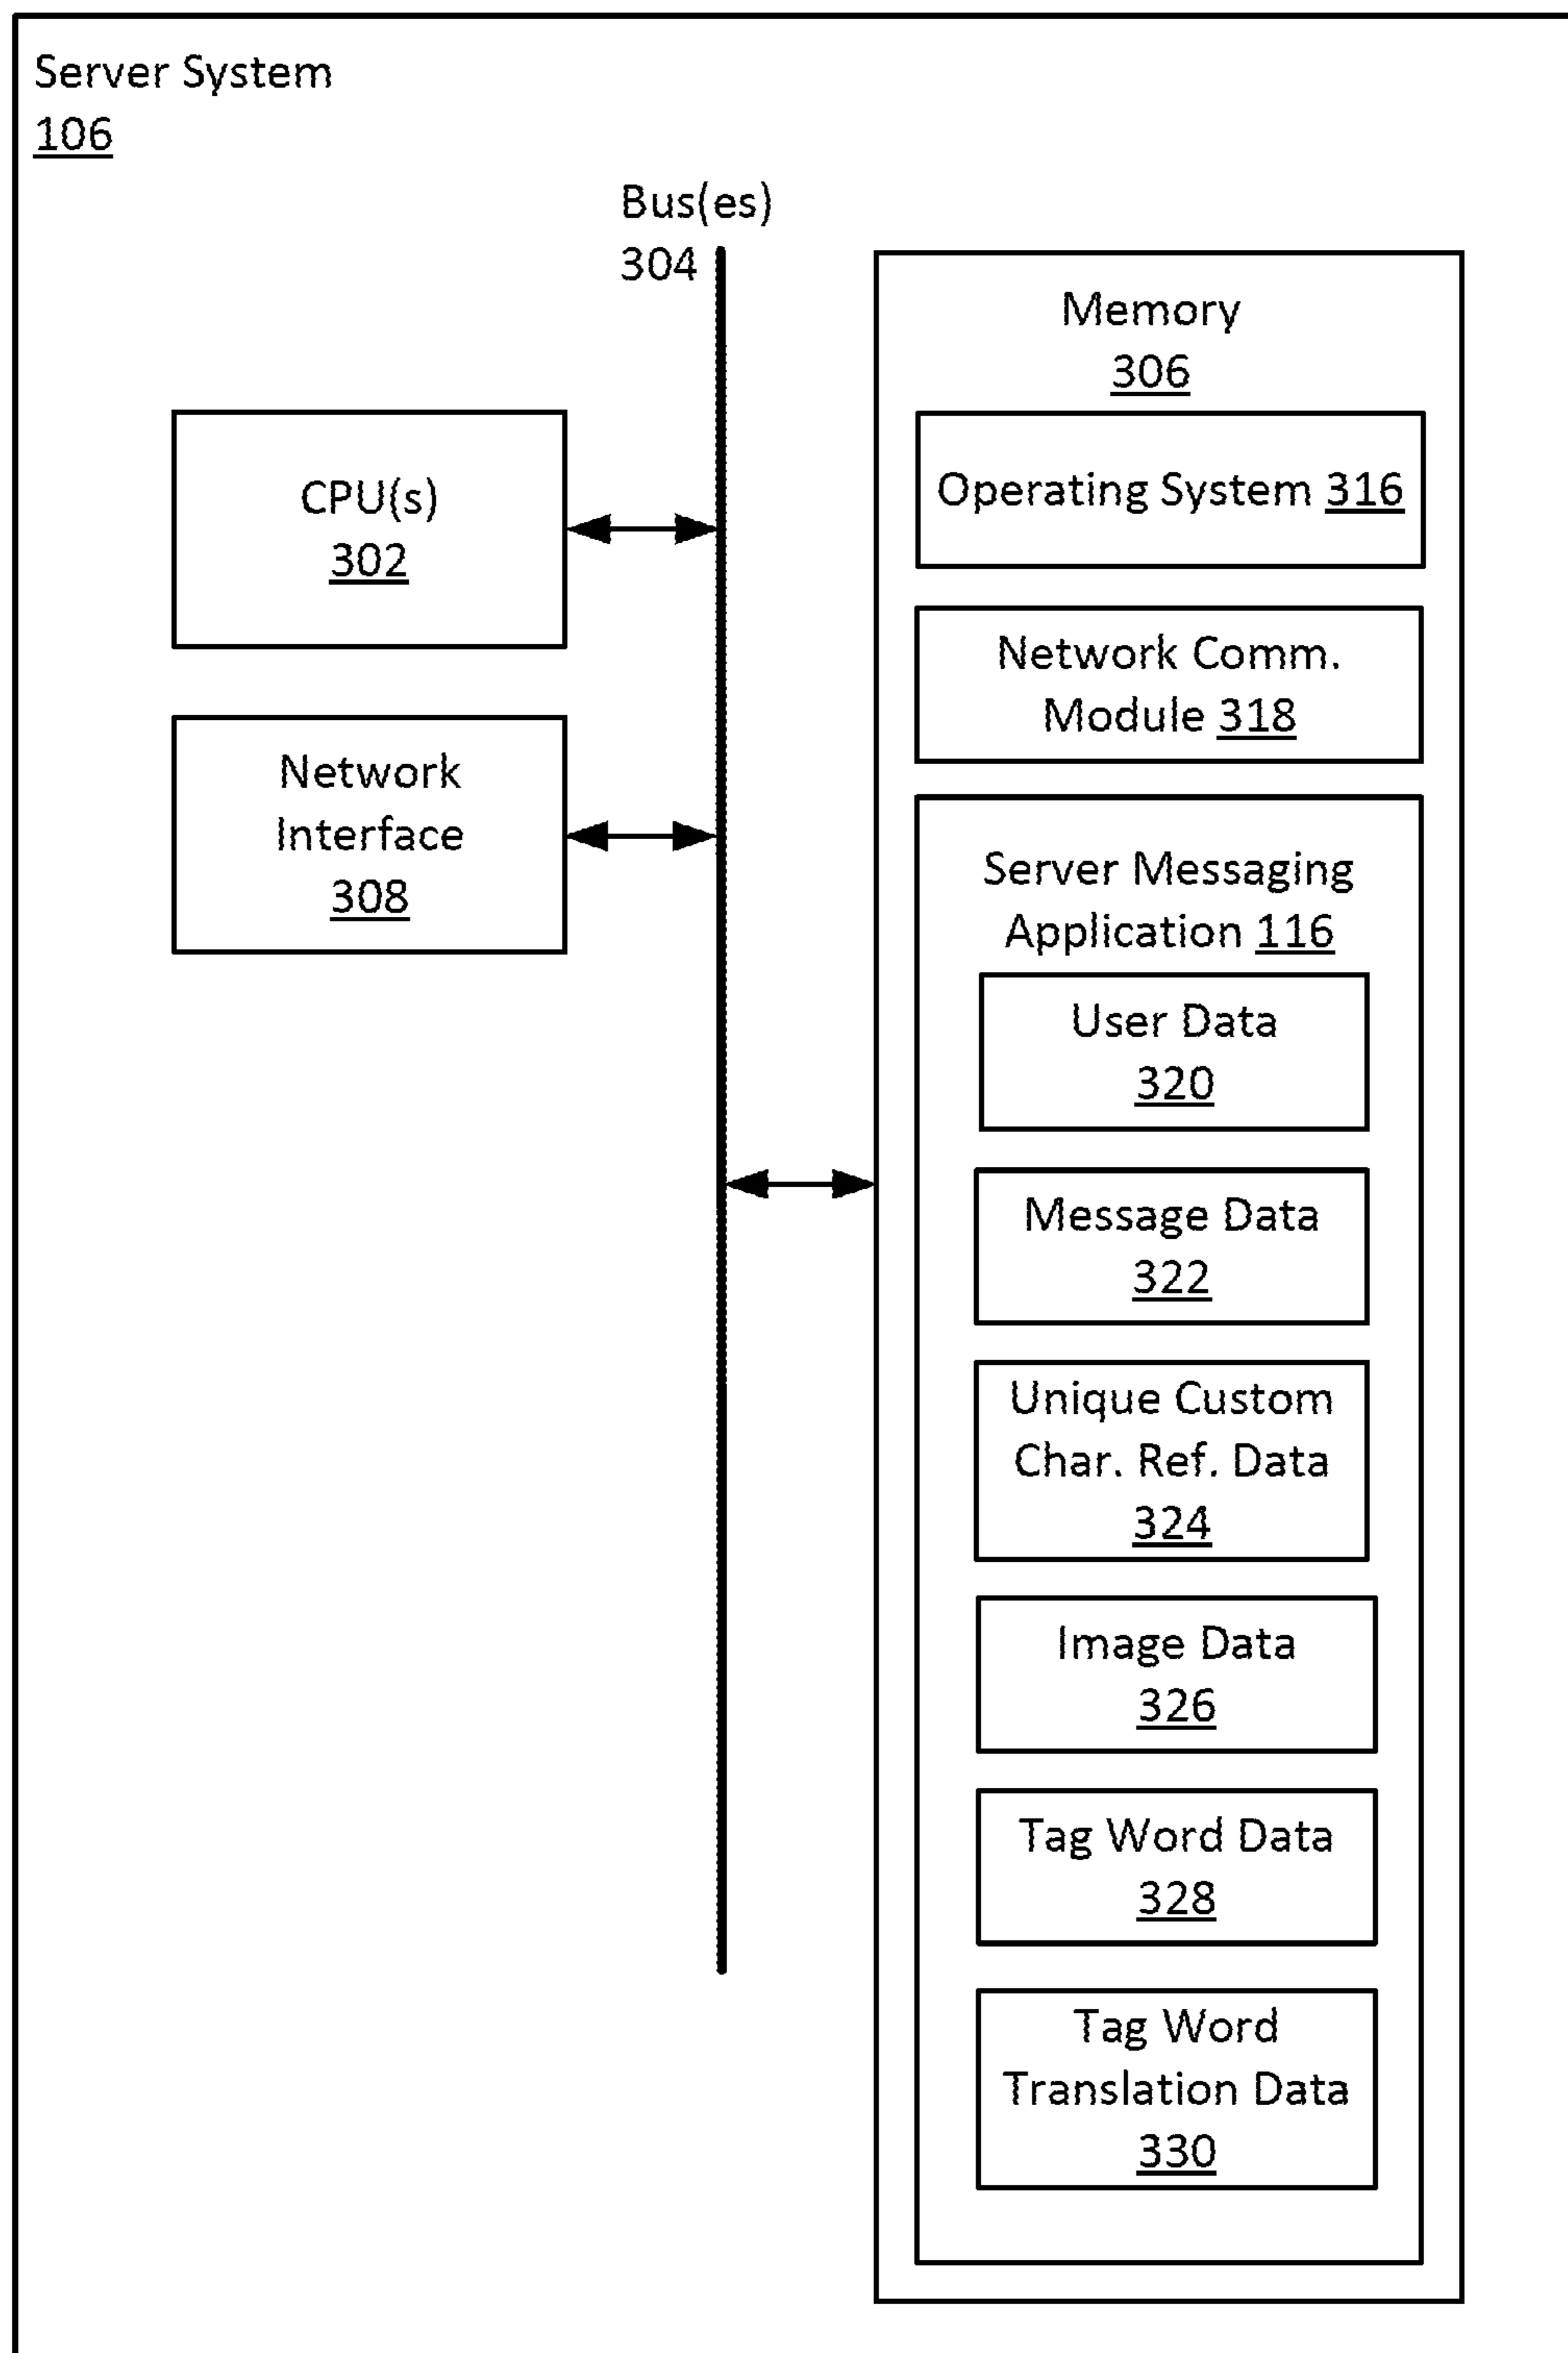 Server System
106
Bus(es)
304
CPU(s)
302
Network
Interface
308
Memory
306
Operating System 316
Network Comm.
Module 318
Server Messaging
Application 116
User Data
320
Message Data
322
Unique Custom
Char. Ref. Data
324
Image Data
326
Tag Word Data
328
Tag Word
Translation Data
330